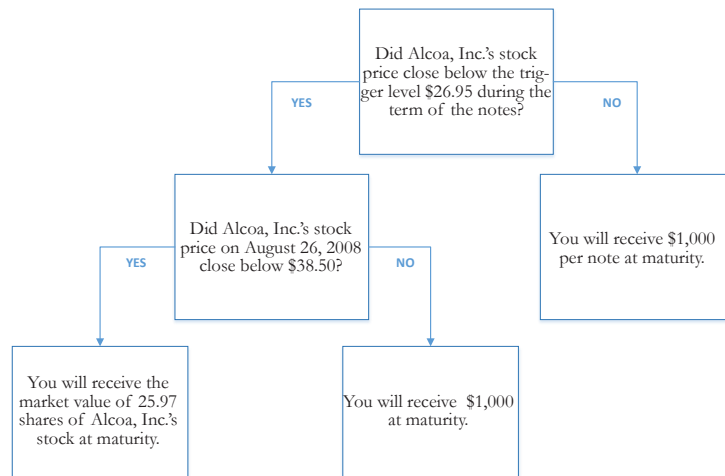 Did Alcoa, Inc.'s stock
price close below the trig-
ger level $26.95 during the
term of the notes?
YES
NO
Did Alcoa, Inc.'s stock
price on August 26, 2008
close below $38.50?
You will receive $1,000
per note at maturity.
YES
NO
You will receive the
market value of 25.97
shares of Alcoa, Inc.'s
stock at maturity.
You will receive  $1,000
at maturity.